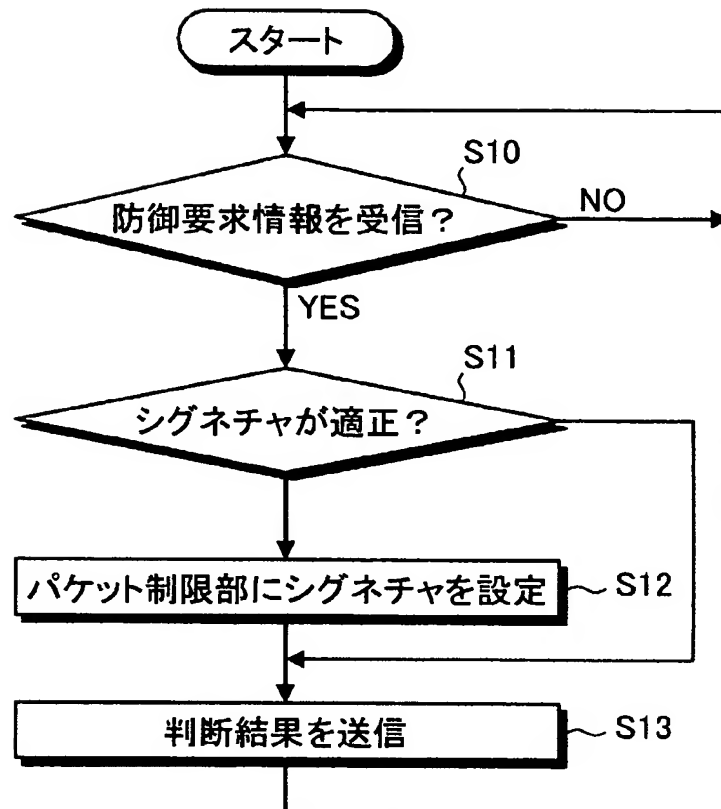 スタート
S10
防御要求情報を受信？
NO
YES
S11
シグネチャが適正？
パケット制限部にシグネチャを設定
S12
判断結果を送信
S13